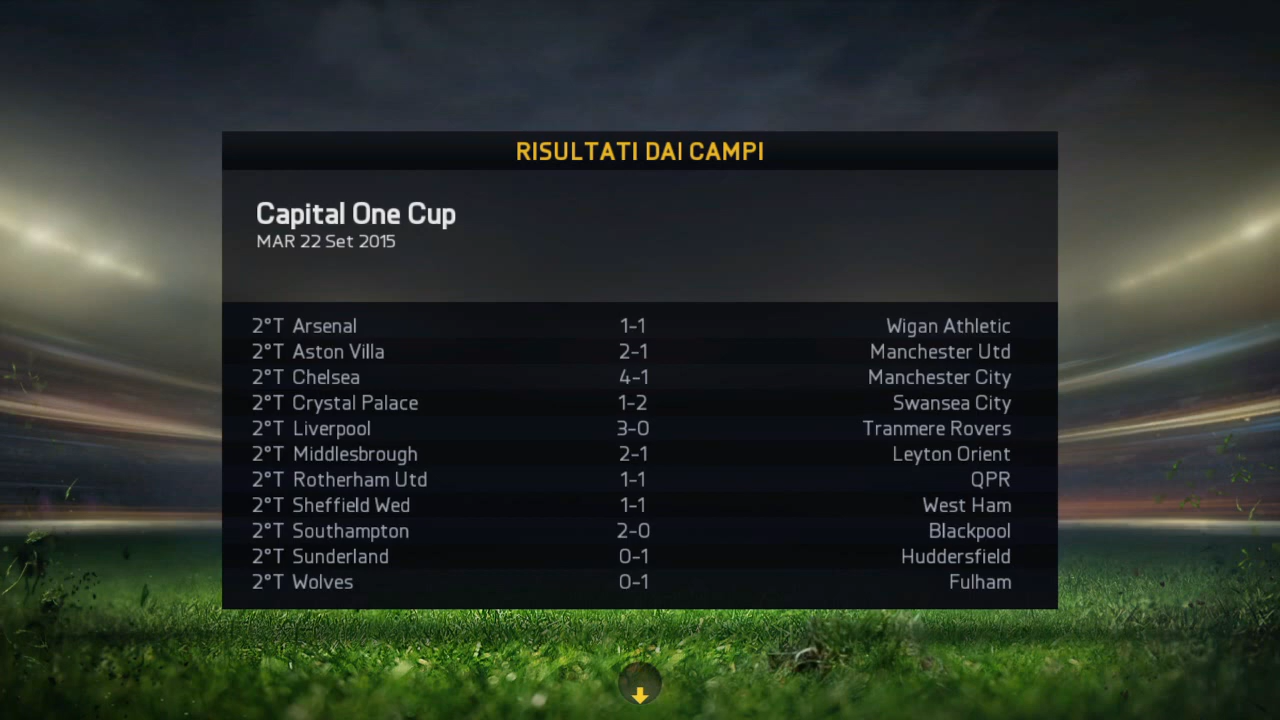 RISULTATI DAI CAMPI
Capital One Cup
MAR 22 Set 2015
2°T Arsenal 1-1 Wigan Athletic
2°T Aston Villa 2-1 Manchester Utd
2°T Chelsea 4-1 Manchester City
2°T Crystal Palace 1-2 Swansea City
2°T Liverpool 3-0 Tranmere Rovers
2°T Middlesbrough 2-1 Leyton Orient
2°T Rotherham Utd 1-1 QPR
2°T Sheffield Wed 1-1 West Ham
2°T Southampton 2-0 Blackpool
2°T Sunderland 0-1 Huddersfield
2°T Wolves 0-1 Fulham